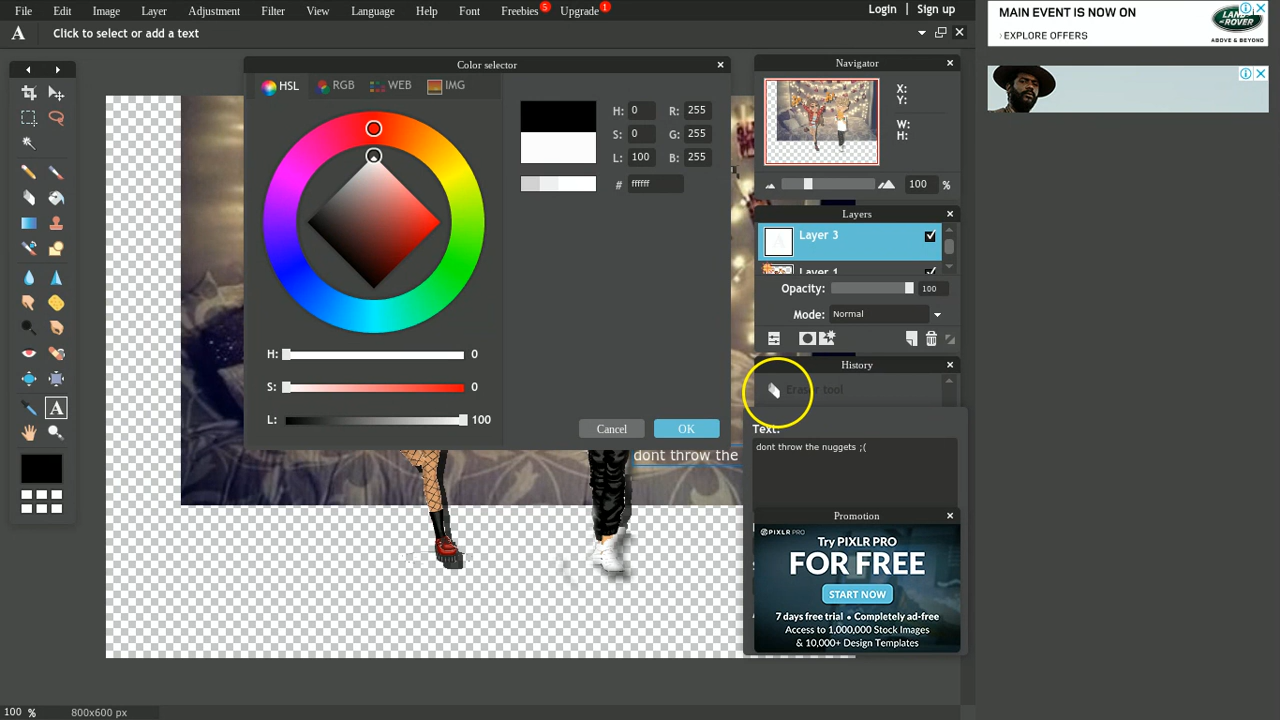 File Edit Image Layer Adjustment Filter View Language Help Font Freebies 5 Upgrade 1 Login | Sign up
A Click to select or add a text
MAIN EVENT IS NOW ON
›EXPLORE OFFERS
LAND ROVER
ABOVE & BEYOND
Color selector
HSL RGB WEB IMG
H: 0 R: 255
S: 0 G: 255
L: 100 B: 255
# ffffff
H: 0
S: 0
L: 100
Cancel OK
Navigator
X:
Y:
W:
H:
100 %
Layers
Layer 3
Layer 1
Opacity: 100
Mode: Normal
History
Eraser tool
Text:
dont throw the nuggets ;(
dont throw the
A
Promotion
PIXLR PRO
Try PIXLR PRO
FOR FREE
START NOW
7 days free trial • Completely ad-free
Access to 1,000,000 Stock Images
& 10,000+ Design Templates
100 % 800x600 px